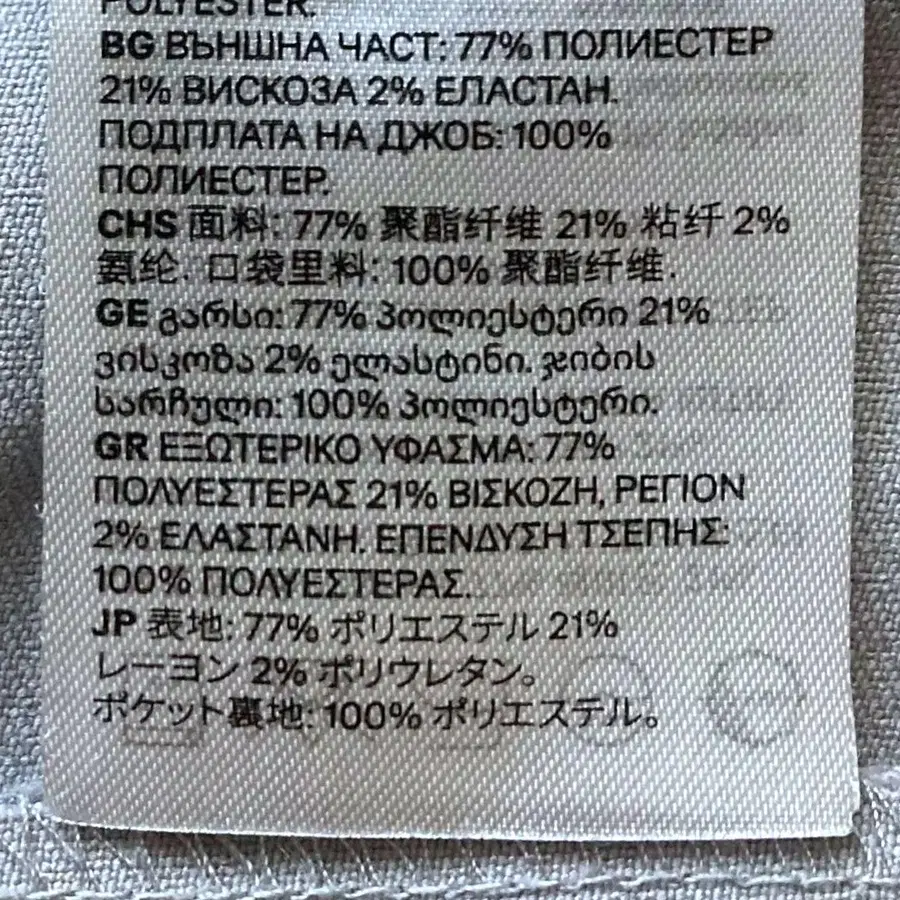 POLYESTER.
BG ВЪНШНА ЧАСТ: 77% ПОЛИЕСТЕР
21% ВИСКОЗА 2% ЕЛАСТАН.
ПОДПЛАТА НА ДЖОБ: 100%
ПОЛИЕСТЕР.
CHS 面料: 77% 聚酯纤维 21% 粘纤 2%
氨纶. 口袋里料: 100% 聚酯纤维.
GE გარსი: 77% პოლიესტერი 21%
ვისკოზა 2% ელასტინი. ჯიბის
სარჩული: 100% პოლიესტერი.
GR ΕΞΩΤΕΡΙΚΟ ΥΦΑΣΜΑ: 77%
ΠΟΛΥΕΣΤΕΡΑΣ 21% ΒΙΣΚΟΖΗ, ΡΕΓΙΟΝ
2% ΕΛΑΣΤΑΝΗ. ΕΠΕΝΔΥΣΗ ΤΣΕΠΗΣ:
100% ΠΟΛΥΕΣΤΕΡΑΣ.
JP 表地: 77% ポリエステル 21%
レーヨン 2% ポリウレタン。
ポケット裏地: 100% ポリエステル。